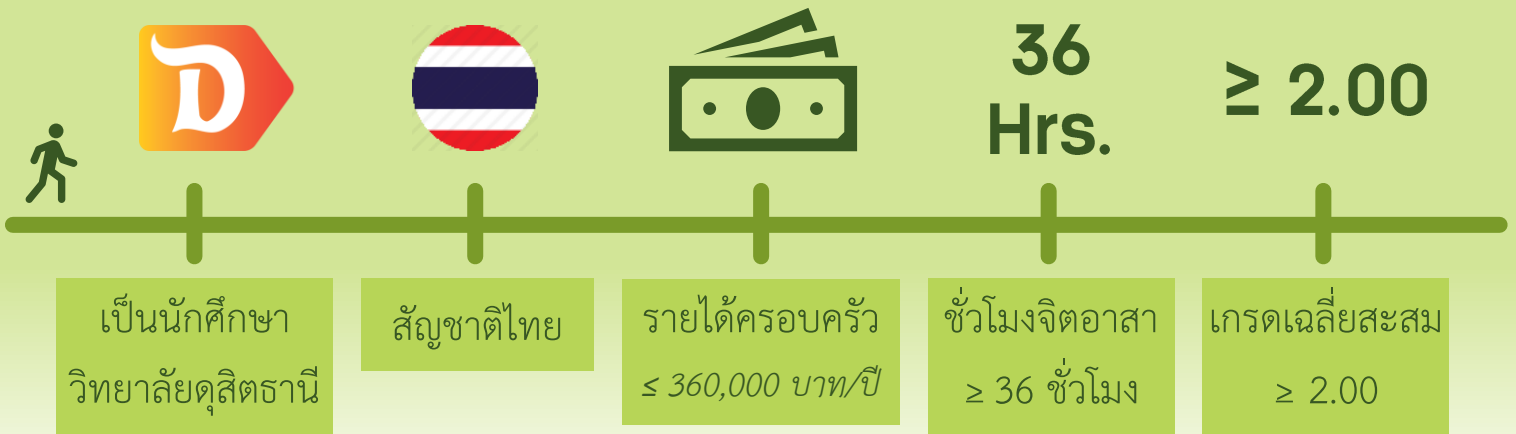 D
36
Hrs.
≥ 2.00
เป็นนักศึกษา
วิทยาลัยดุสิตธานี
สัญชาติไทย
รายได้ครอบครัว
≤ 360,000 บาท/ปี
ชั่วโมงจิตอาสา
≥ 36 ชั่วโมง
เกรดเฉลี่ยสะสม
≥ 2.00